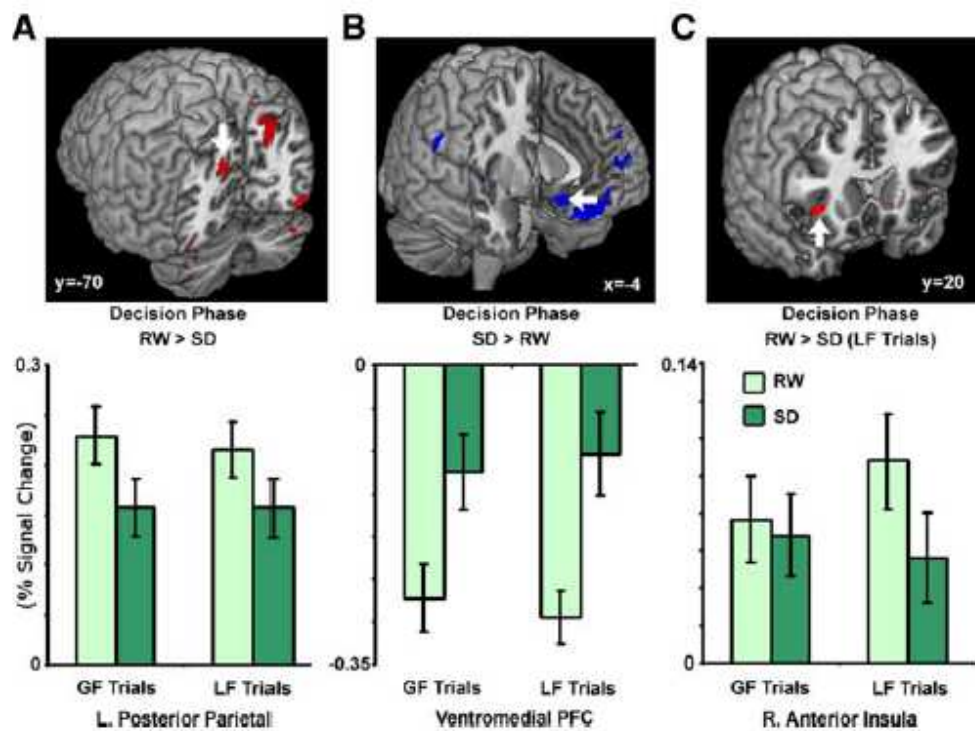 A
B
C
y=-70
x=-4
y=20
Decision Phase
RW > SD
Decision Phase
SD > RW
Decision Phase
RW > SD (LF Trials)
(% Signal Change)
0.3
0
GF Trials
LF Trials
L. Posterior Parietal
0
-0.35
GF Trials
LF Trials
Ventromedial PFC
0.14
RW
SD
0
GF Trials
LF Trials
R. Anterior Insula